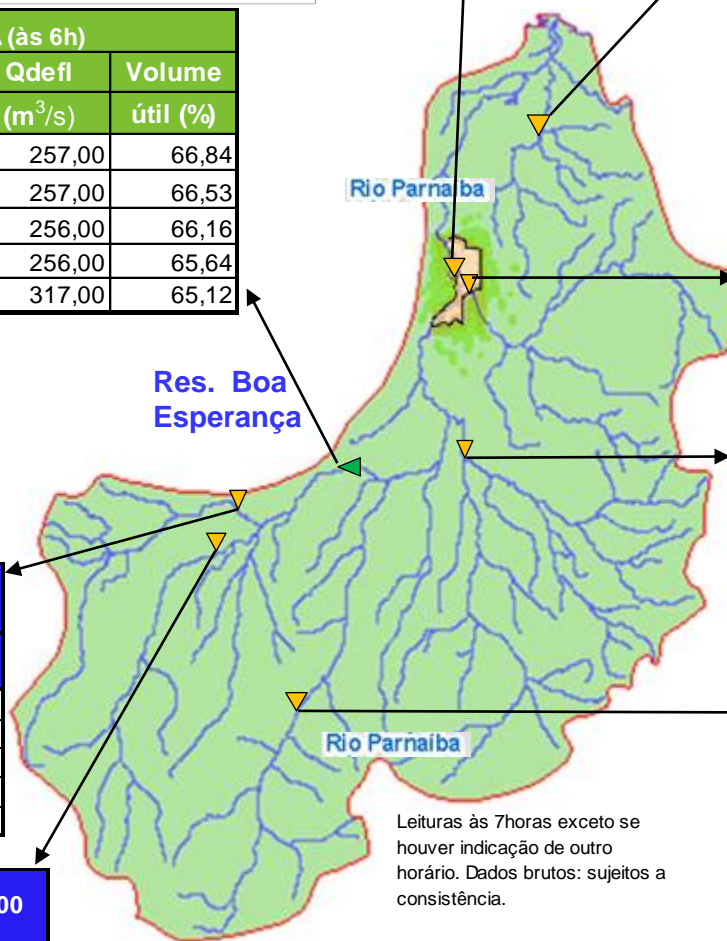 (às 6h)
Qdefl Volume
(m³/s) útil (%)
257,00 66,84
257,00 66,53
256,00 66,16
256,00 65,64
317,00 65,12
Rio Parnaíba
Res. Boa
Esperança
Rio Parnaíba
Leituras às 7horas exceto se
houver indicação de outro
horário. Dados brutos: sujeitos a
consistência.
00